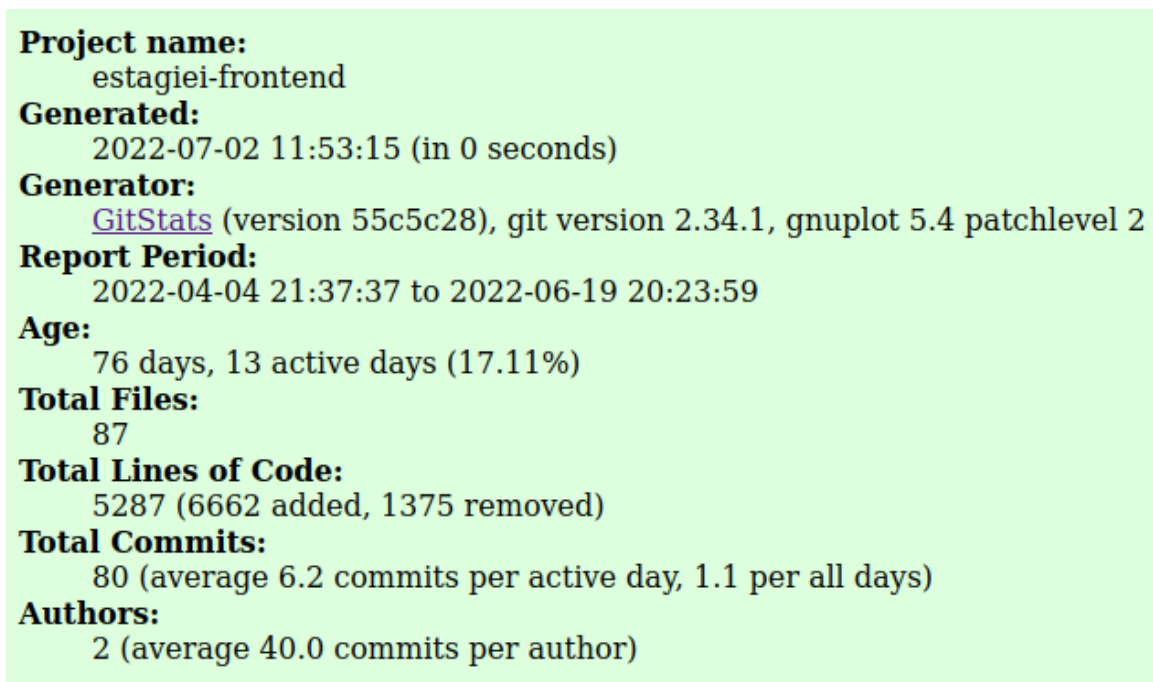 Project name:
estagiei-frontend
Generated:
2022-07-02 11:53:15 (in 0 seconds)
Generator:
GitStats (version 55c5c28), git version 2.34.1, gnuplot 5.4 patchlevel 2
Report Period:
2022-04-04 21:37:37 to 2022-06-19 20:23:59
Age:
76 days, 13 active days (17.11%)
Total Files:
87
Total Lines of Code:
5287 (6662 added, 1375 removed)
Total Commits:
80 (average 6.2 commits per active day, 1.1 per all days)
Authors:
2 (average 40.0 commits per author)